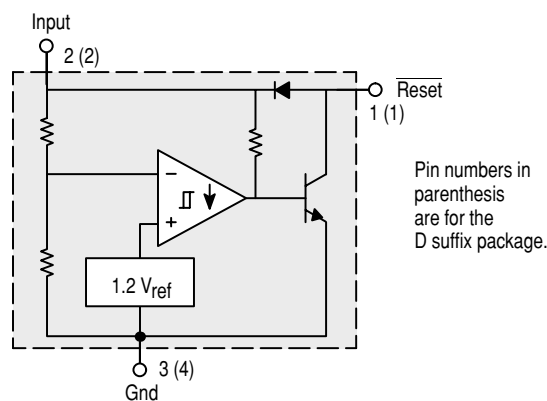 Input
2 (2)
Reset
1 (1)
Pin numbers in
parenthesis
are for the
D suffix package.
−
+
1.2 Vref
3 (4)
Gnd